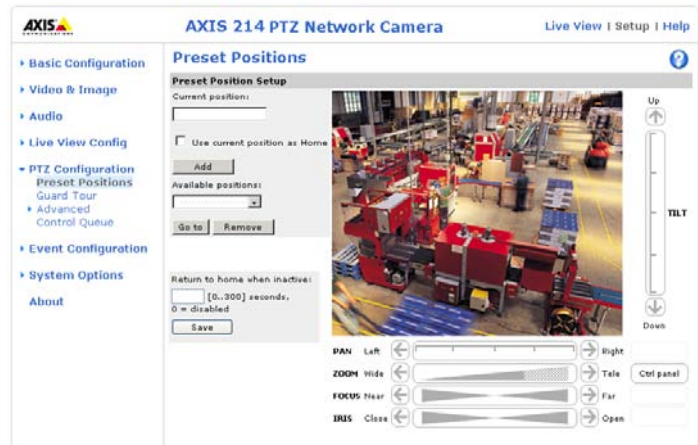 AXIS
COMMUNICATIONS
AXIS 214 PTZ Network Camera
Live View | Setup | Help
Basic Configuration
Video & Image
Audio
Live View Config
PTZ Configuration
Preset Positions
Guard Tour
Advanced
Control Queue
Event Configuration
System Options
About
Preset Positions
?
Preset Position Setup
Current position:
Use current position as Home
Add
Available positions:
Go to
Remove
Return to home when inactive:
[0..300] seconds,
0 = disabled
Save
Up
TILT
Down
PAN Left Right
ZOOM Wide Tele Ctrl panel
FOCUS Near Far
IRIS Close Open